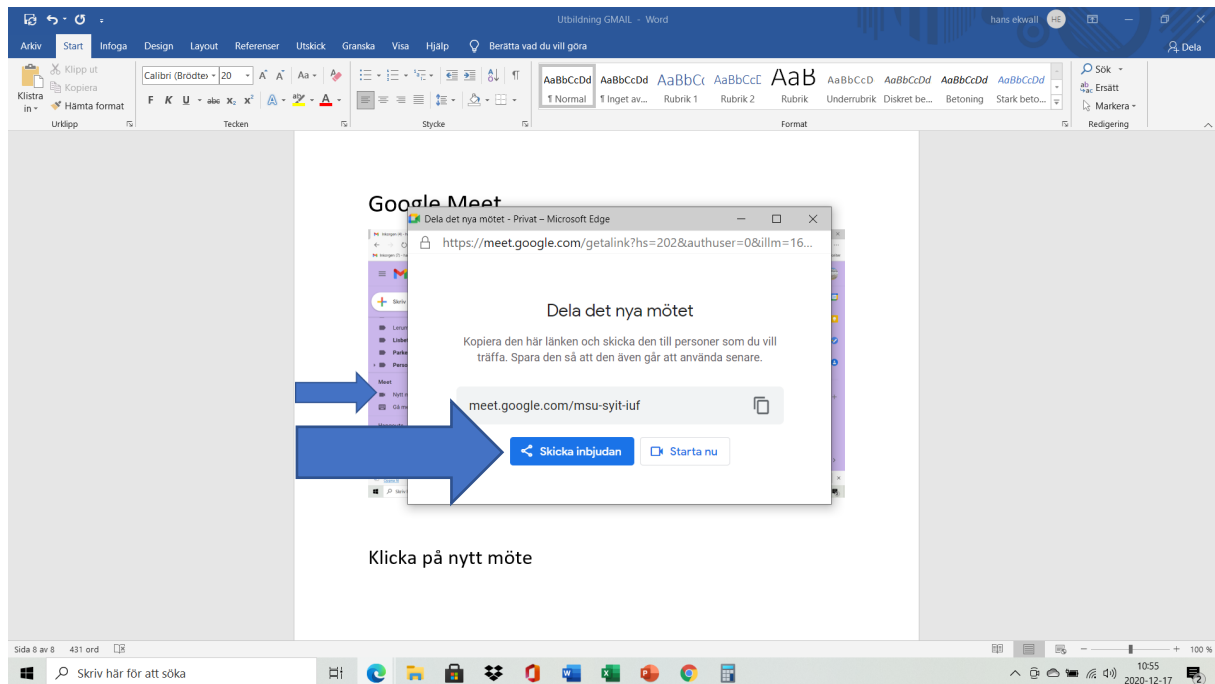 Utbildning GMAIL - Word
hans ekwall
HE
Arkiv Start Infoga Design Layout Referenser Utskick Granska Visa Hjälp Berätta vad du vill göra
Dela
Klistra in
Klipp ut
Kopiera
Hämta format
Calibri (Brödtex 20
F K U abc X₂ X²
AaBbCcDd AaBbCcDd AaBbCc AaBbCcE AaB AaBbCcD AaBbCcDd AaBbCcDd AaBbCcDd
¶ Normal ¶ Inget av... Rubrik 1 Rubrik 2 Rubrik Underrubrik Diskret be... Betoning Stark beto...
Sök
Ersätt
Markera
Urklipp Tecken Stycke Format Redigering
Google Meet
Dela det nya mötet - Privat – Microsoft Edge
https://meet.google.com/getalink?hs=202&authuser=0&illm=16...
Dela det nya mötet
Kopiera den här länken och skicka den till personer som du vill
träffa. Spara den så att den även går att använda senare.
meet.google.com/msu-syit-iuf
Skicka inbjudan Starta nu
Skriv
Meet
Klicka på nytt möte
Sida 8 av 8 431 ord
100 %
Skriv här för att söka
10:55
2020-12-17
2